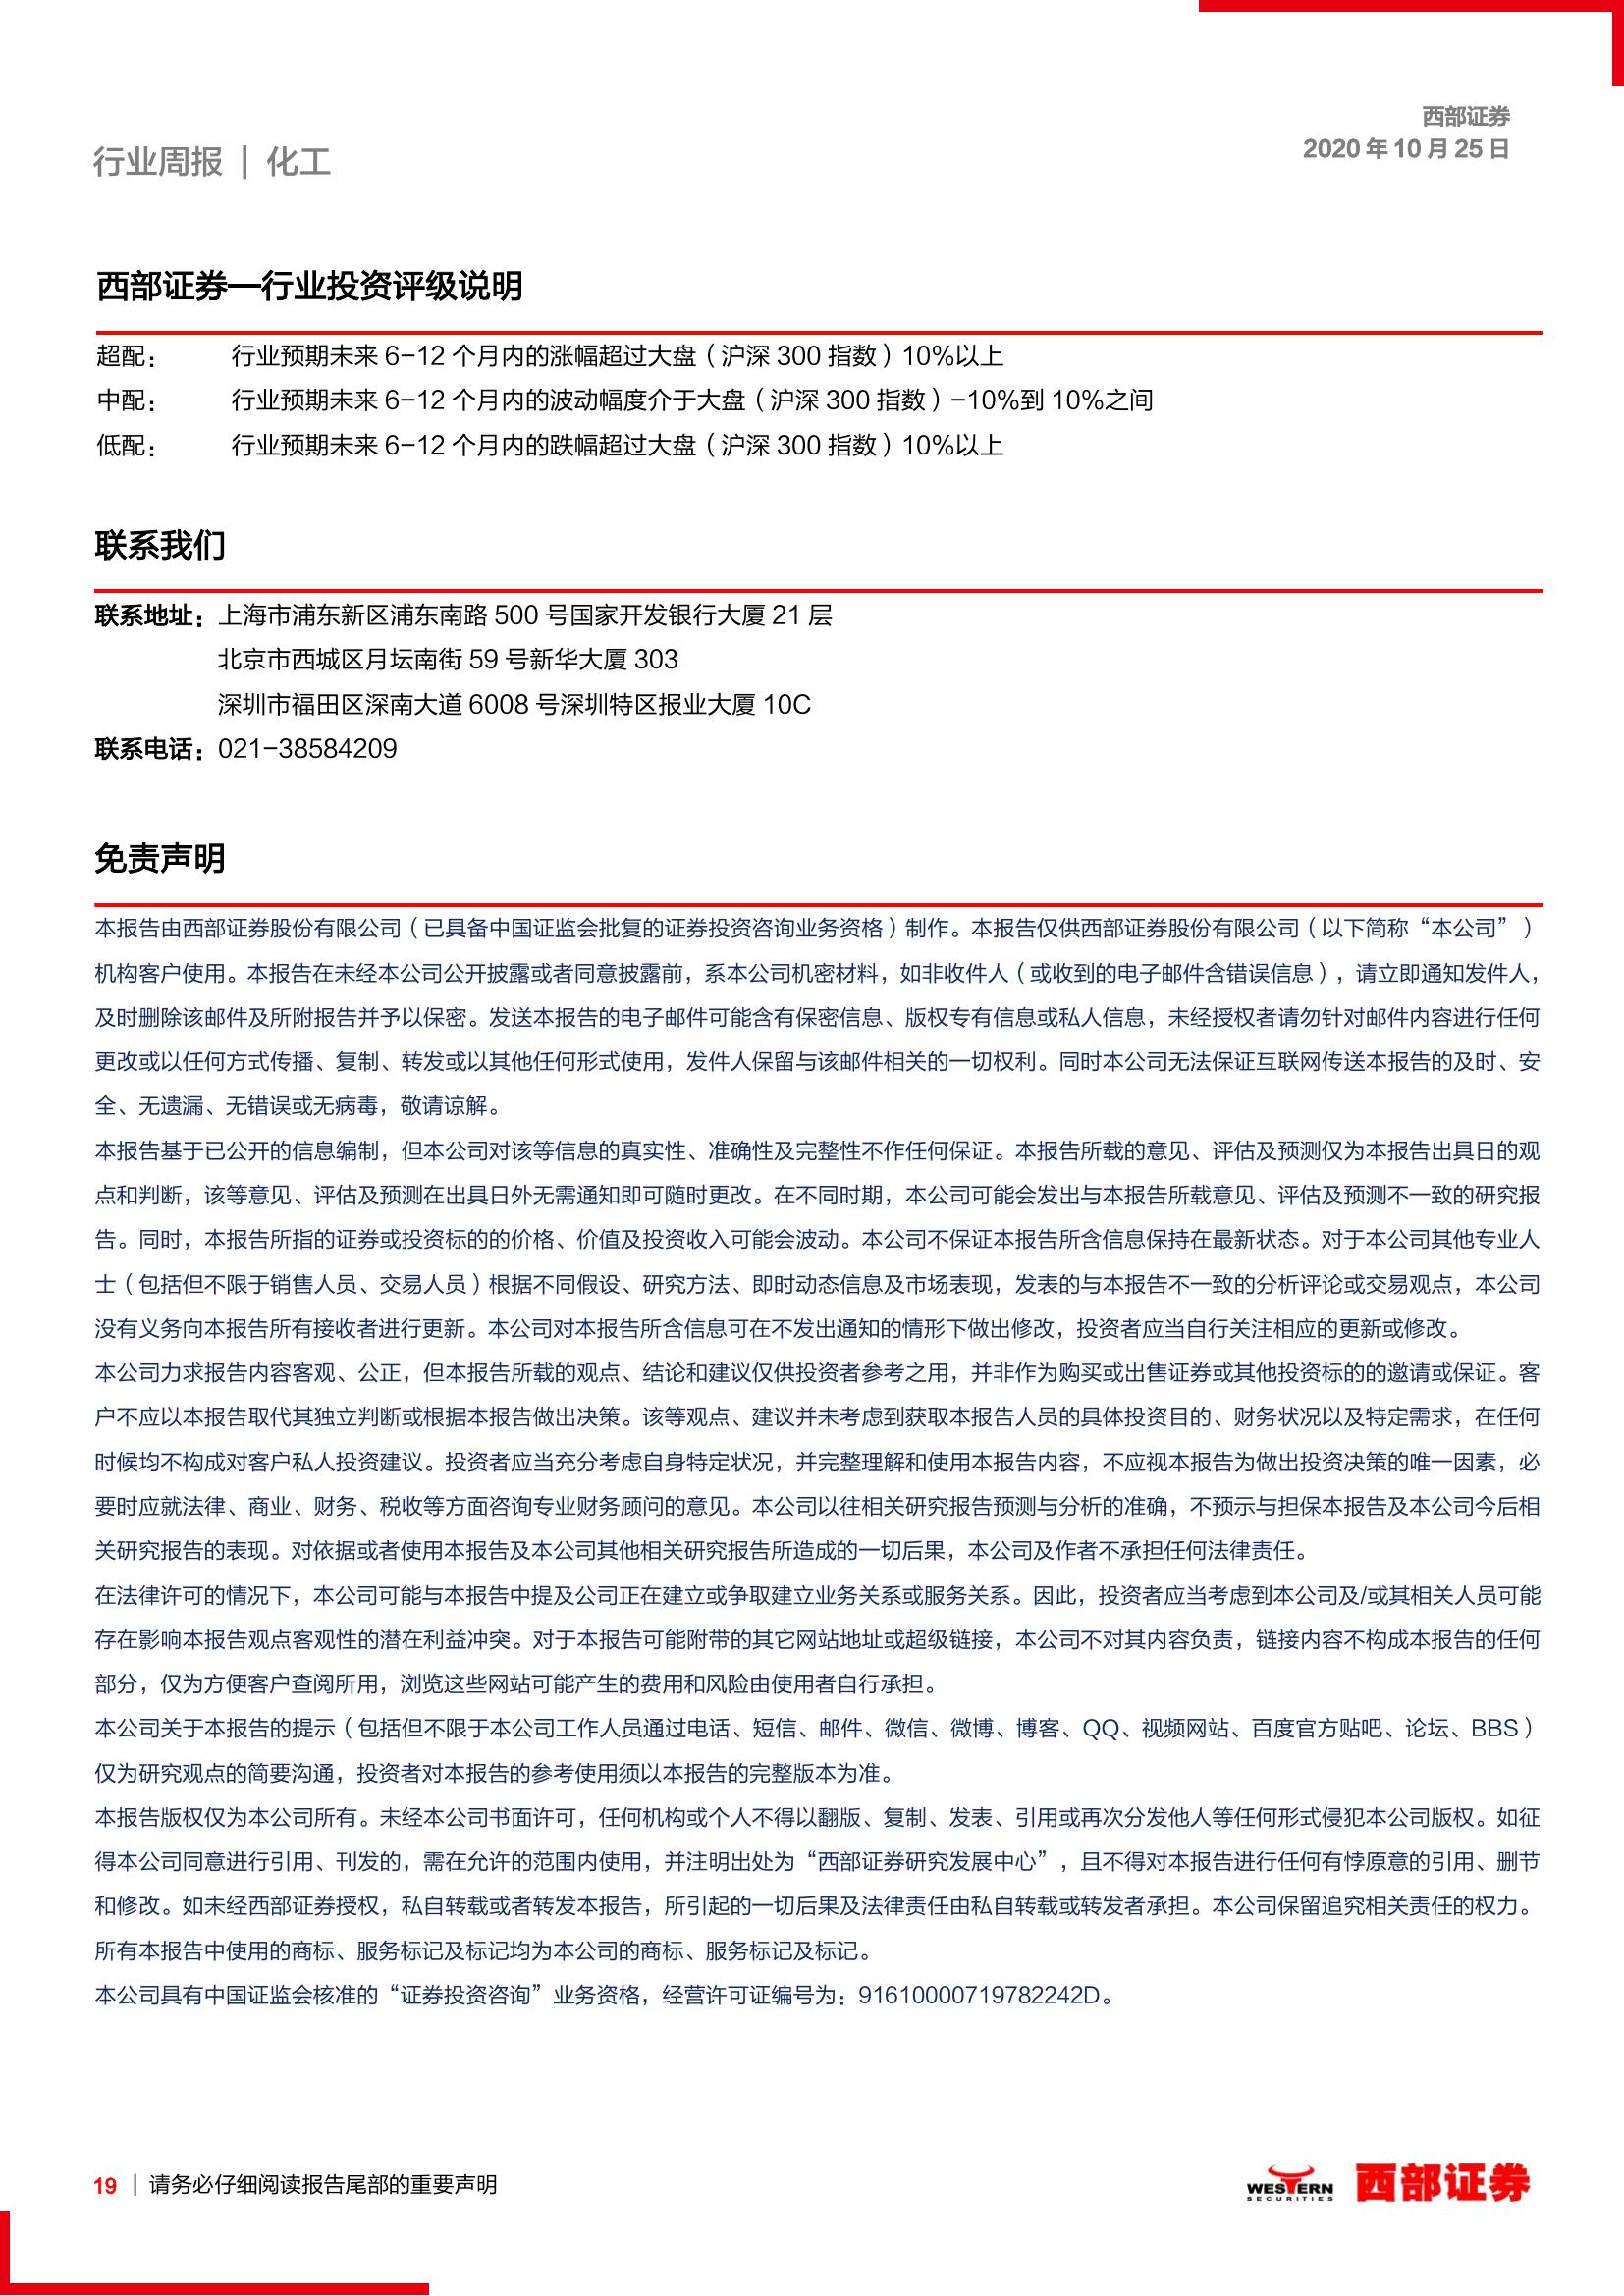 西部证券
2020 年 10 月 25 日
行业周报 | 化工
西部证券—行业投资评级说明
超配： 行业预期未来 6-12 个月内的涨幅超过大盘（沪深 300 指数）10%以上
中配： 行业预期未来 6-12 个月内的波动幅度介于大盘（沪深 300 指数）-10%到 10%之间
低配： 行业预期未来 6-12 个月内的跌幅超过大盘（沪深 300 指数）10%以上
联系我们
联系地址：上海市浦东新区浦东南路 500 号国家开发银行大厦 21 层
北京市西城区月坛南街 59 号新华大厦 303
深圳市福田区深南大道 6008 号深圳特区报业大厦 10C
联系电话：021-38584209
免责声明
本报告由西部证券股份有限公司（已具备中国证监会批复的证券投资咨询业务资格）制作。本报告仅供西部证券股份有限公司（以下简称“本公司”）
机构客户使用。本报告在未经本公司公开披露或者同意披露前，系本公司机密材料，如非收件人（或收到的电子邮件含错误信息），请立即通知发件人，
及时删除该邮件及所附报告并予以保密。发送本报告的电子邮件可能含有保密信息、版权专有信息或私人信息，未经授权者请勿针对邮件内容进行任何
更改或以任何方式传播、复制、转发或以其他任何形式使用，发件人保留与该邮件相关的一切权利。同时本公司无法保证互联网传送本报告的及时、安
全、无遗漏、无错误或无病毒，敬请谅解。
本报告基于已公开的信息编制，但本公司对该等信息的真实性、准确性及完整性不作任何保证。本报告所载的意见、评估及预测仅为本报告出具日的观
点和判断，该等意见、评估及预测在出具日外无需通知即可随时更改。在不同时期，本公司可能会发出与本报告所载意见、评估及预测不一致的研究报
告。同时，本报告所指的证券或投资标的的价格、价值及投资收入可能会波动。本公司不保证本报告所含信息保持在最新状态。对于本公司其他专业人
士（包括但不限于销售人员、交易人员）根据不同假设、研究方法、即时动态信息及市场表现，发表的与本报告不一致的分析评论或交易观点，本公司
没有义务向本报告所有接收者进行更新。本公司对本报告所含信息可在不发出通知的情形下做出修改，投资者应当自行关注相应的更新或修改。
本公司力求报告内容客观、公正，但本报告所载的观点、结论和建议仅供投资者参考之用，并非作为购买或出售证券或其他投资标的的邀请或保证。客
户不应以本报告取代其独立判断或根据本报告做出决策。该等观点、建议并未考虑到获取本报告人员的具体投资目的、财务状况以及特定需求，在任何
时候均不构成对客户私人投资建议。投资者应当充分考虑自身特定状况，并完整理解和使用本报告内容，不应视本报告为做出投资决策的唯一因素，必
要时应就法律、商业、财务、税收等方面咨询专业财务顾问的意见。本公司以往相关研究报告预测与分析的准确，不预示与担保本报告及本公司今后相
关研究报告的表现。对依据或者使用本报告及本公司其他相关研究报告所造成的一切后果，本公司及作者不承担任何法律责任。
在法律许可的情况下，本公司可能与本报告中提及公司正在建立或争取建立业务关系或服务关系。因此，投资者应当考虑到本公司及/或其相关人员可能
存在影响本报告观点客观性的潜在利益冲突。对于本报告可能附带的其它网站地址或超级链接，本公司不对其内容负责，链接内容不构成本报告的任何
部分，仅为方便客户查阅所用，浏览这些网站可能产生的费用和风险由使用者自行承担。
本公司关于本报告的提示（包括但不限于本公司工作人员通过电话、短信、邮件、微信、微博、博客、QQ、视频网站、百度官方贴吧、论坛、BBS）
仅为研究观点的简要沟通，投资者对本报告的参考使用须以本报告的完整版本为准。
本报告版权仅为本公司所有。未经本公司书面许可，任何机构或个人不得以翻版、复制、发表、引用或再次分发他人等任何形式侵犯本公司版权。如征
得本公司同意进行引用、刊发的，需在允许的范围内使用，并注明出处为“西部证券研究发展中心”，且不得对本报告进行任何有悖原意的引用、删节
和修改。如未经西部证券授权，私自转载或者转发本报告，所引起的一切后果及法律责任由私自转载或转发者承担。本公司保留追究相关责任的权力。
所有本报告中使用的商标、服务标记及标记均为本公司的商标、服务标记及标记。
本公司具有中国证监会核准的“证券投资咨询”业务资格，经营许可证编号为：91610000719782242D。
19 | 请务必仔细阅读报告尾部的重要声明
WESTERN
SECURITIES
西部证券